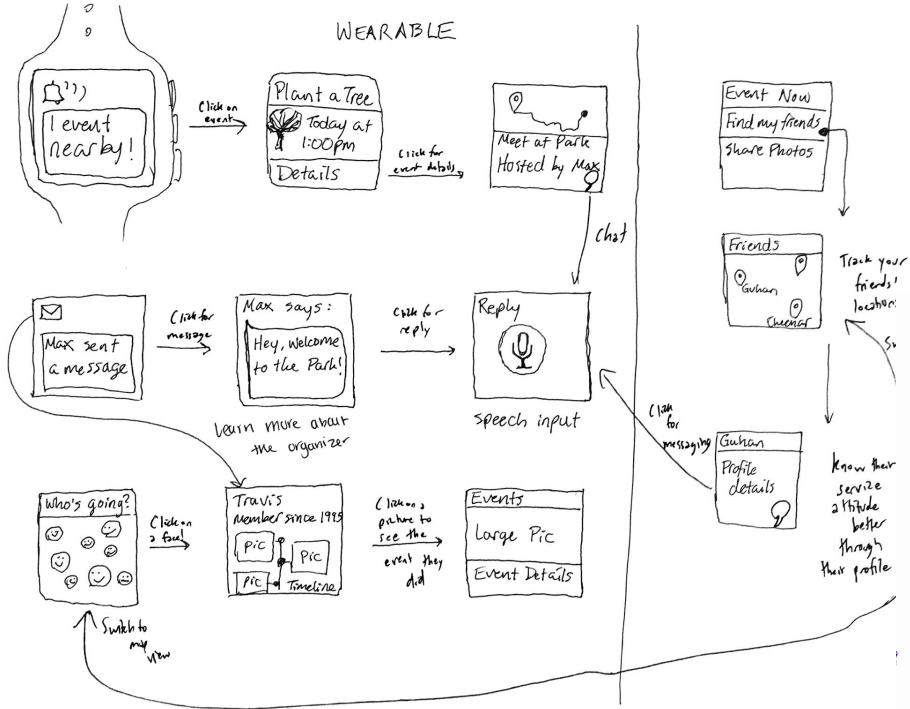 WEARABLE
1 event
nearby!
Click on
event
Plant a Tree
Today at
1:00pm
Details
Click for
event details
Meet at Park
Hosted by Max
Chat
Max sent
a message
Click for
message
Max says:
Hey, Welcome
to the Park!
Learn more about
the organizer
Click for
reply
Reply
speech input
Who's going?
Click on
a face!
Switch to
map
view
Travis
Member since 1995
Pic
Pic
Pic
Timeline
Click on a
picture to
see the
event they
did
Events
Large Pic
Event Details
Event Now
Find my friends
Share Photos
Friends
Guhan
Track your
friends'
Click
for
messaging
Guhan
Profile
details
Know their
service
attitude
better
through
their profile